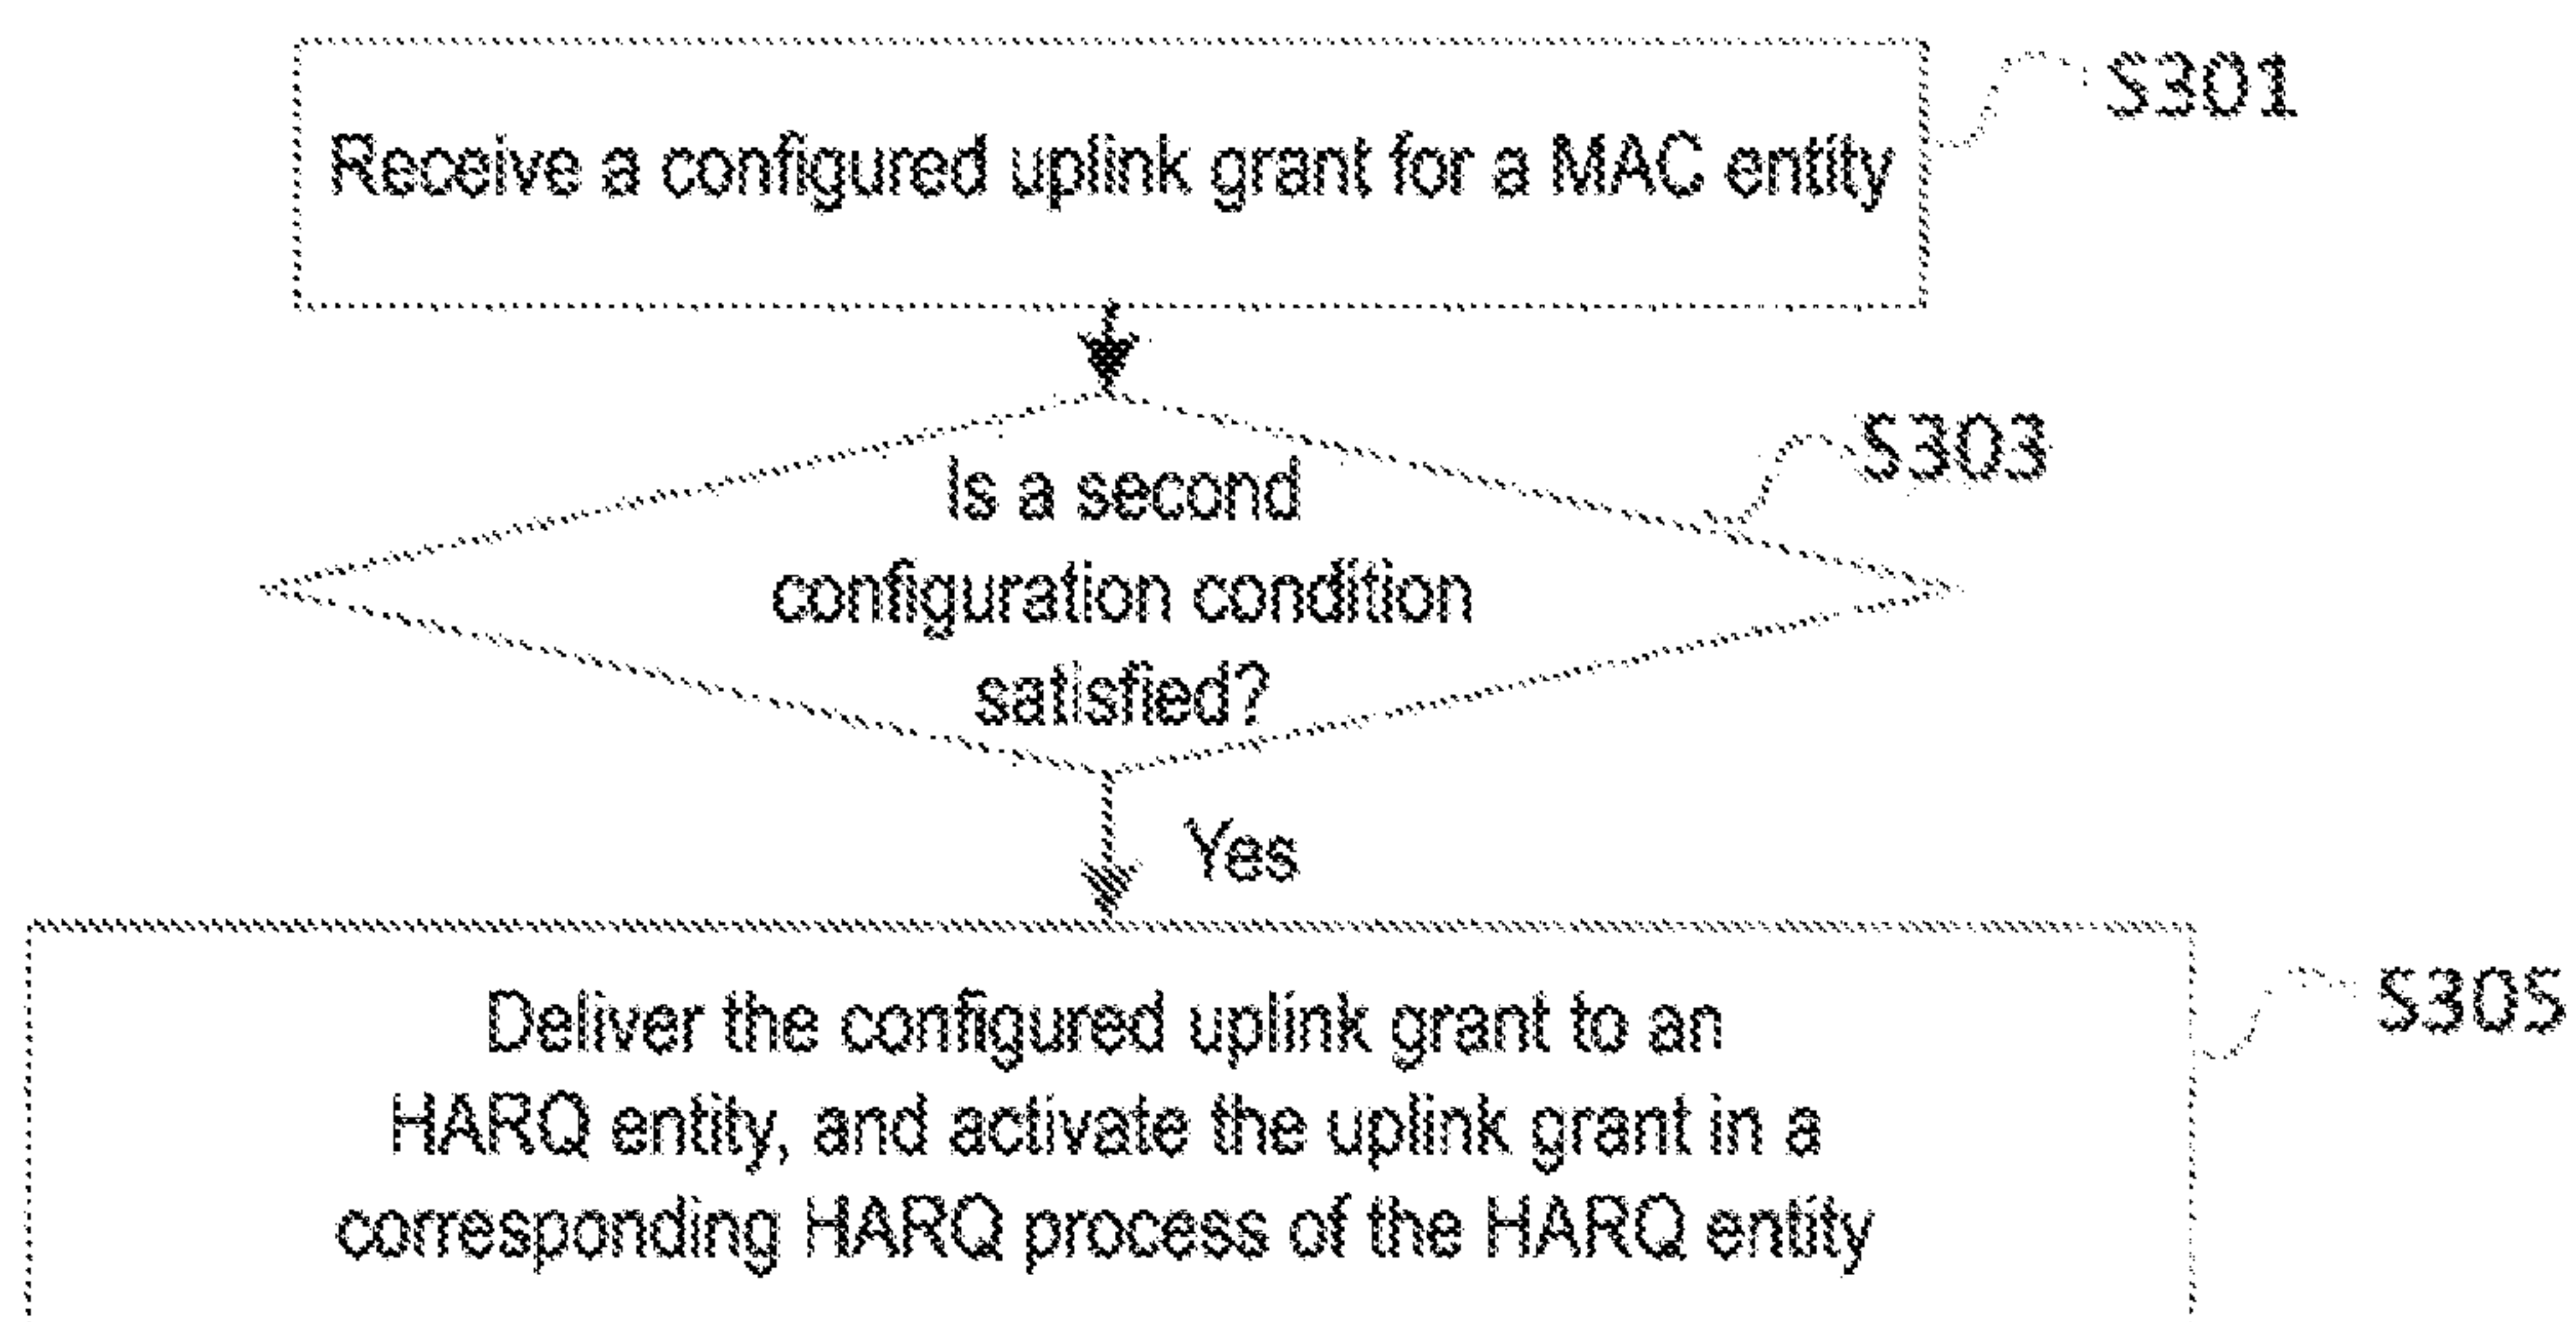 Receive a configured uplink grant for a MAC entity
S301
Is a second
configuration condition
satisfied?
S303
Yes
Deliver the configured uplink grant to an
HARQ entity, and activate the uplink grant in a
corresponding HARQ process of the HARQ entity
S305